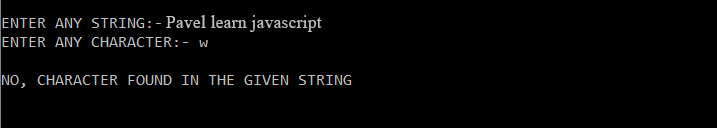 ENTER ANY STRING:- Pavel learn javascript
ENTER ANY CHARACTER:- w
NO, CHARACTER FOUND IN THE GIVEN STRING